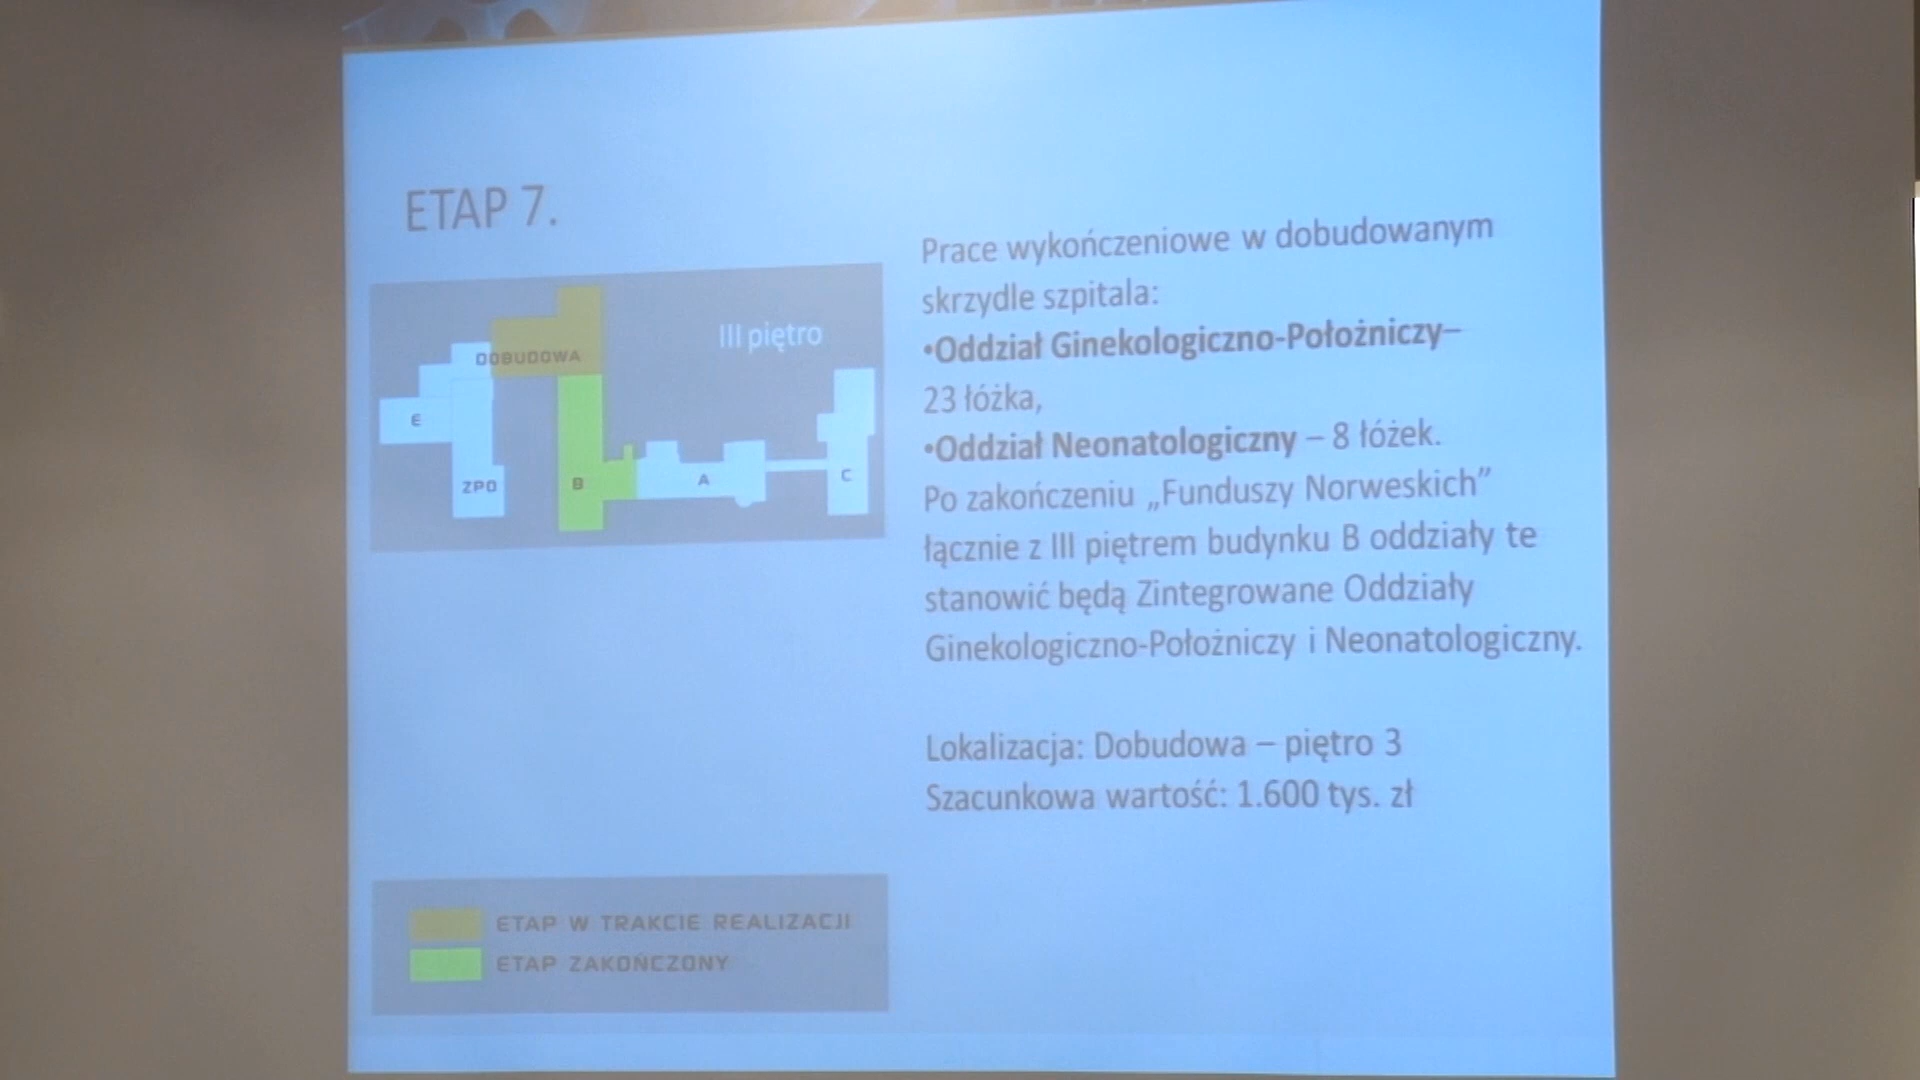 ETAP 7.
III piętro
DOBUDOWA
E
ZPO
B
A
C
ETAP W TRAKCIE REALIZACJI
ETAP ZAKOŃCZONY
Prace wykończeniowe w dobudowanym
skrzydle szpitala:
•Oddział Ginekologiczno-Położniczy–
23 łóżka,
•Oddział Neonatologiczny – 8 łóżek.
Po zakończeniu „Funduszy Norweskich”
łącznie z III piętrem budynku B oddziały te
stanowić będą Zintegrowane Oddziały
Ginekologiczno-Położniczy i Neonatologiczny.
Lokalizacja: Dobudowa – piętro 3
Szacunkowa wartość: 1.600 tys. zł